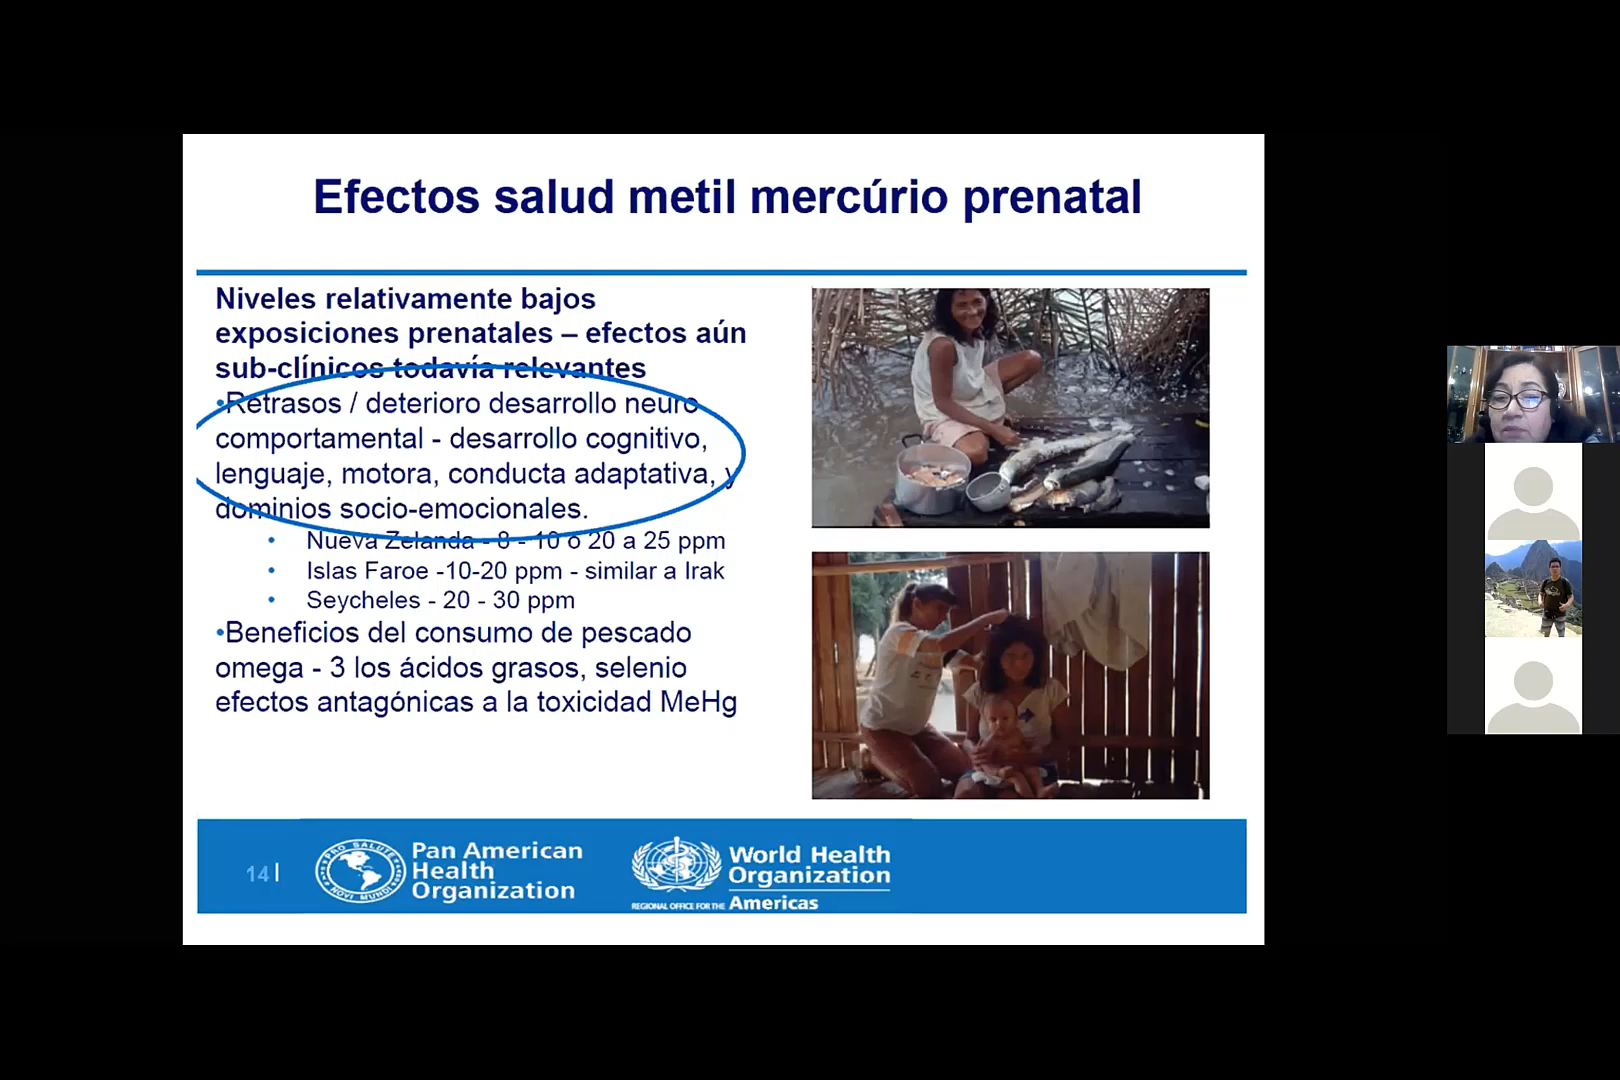 Efectos salud metil mercúrio prenatal
Niveles relativamente bajos
exposiciones prenatales – efectos aún
sub-clínicos todavía relevantes
•Retrasos / deterioro desarrollo neuro
comportamental - desarrollo cognitivo,
lenguaje, motora, conducta adaptativa, y
dominios socio-emocionales.
• Nueva Zelanda - 8 - 10 o 20 a 25 ppm
• Islas Faroe -10-20 ppm - similar a Irak
• Seycheles - 20 - 30 ppm
•Beneficios del consumo de pescado
omega - 3 los ácidos grasos, selenio
efectos antagónicas a la toxicidad MeHg
14|
PRO SALUTE
NOVI MUNDI
Pan American
Health
Organization
World Health
Organization
REGIONAL OFFICE FOR THE Americas